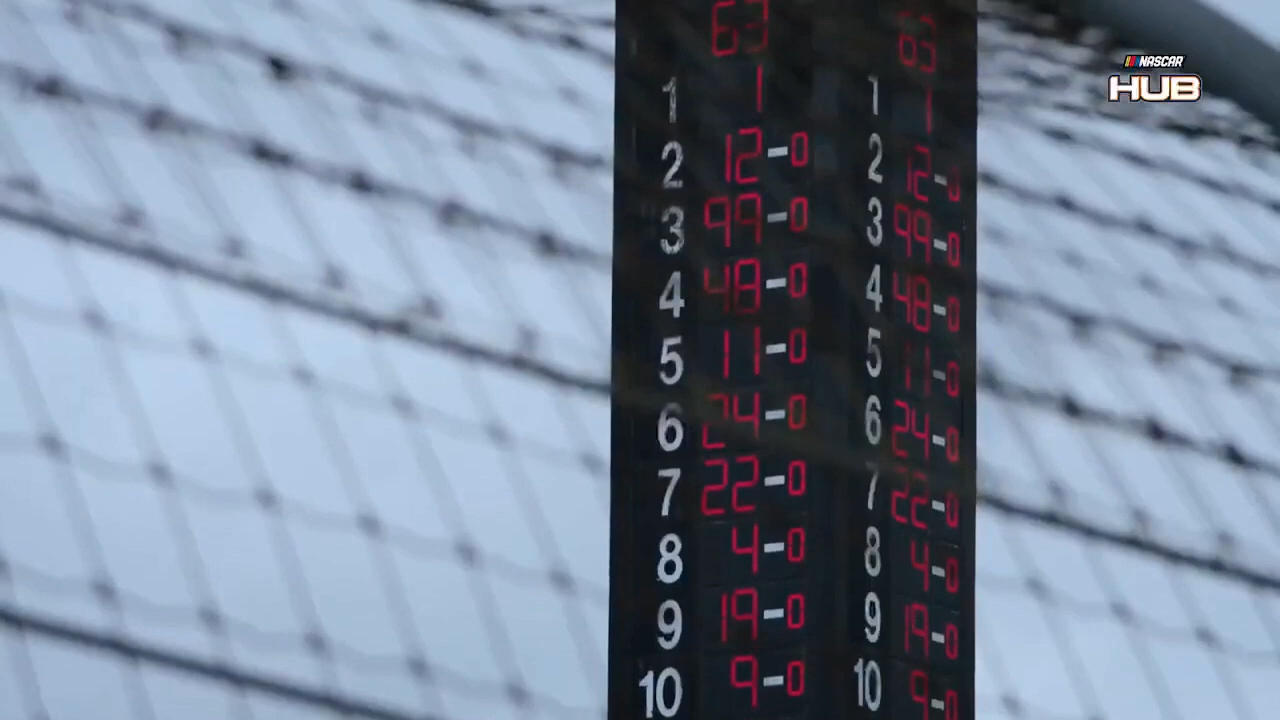 NASCAR
HUB
63 63
1 1 1 1
2 12-0 2 12-0
3 99-0 3 99-0
4 48-0 4 48-0
5 11-0 5 11-0
6 24-0 6 24-0
7 22-0 7 22-0
8 4-0 8 4-0
9 19-0 9 19-0
10 9-0 10 9-0